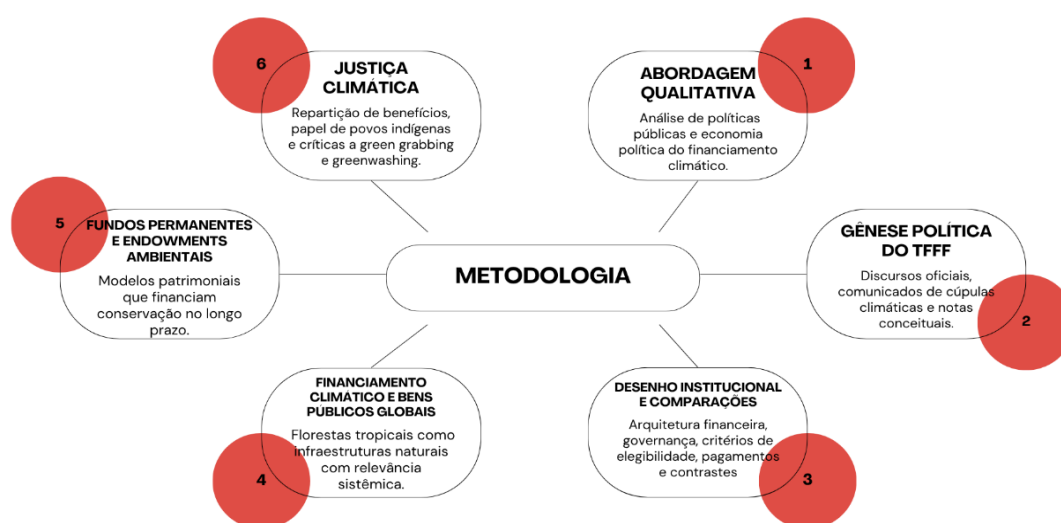 METODOLOGIA
1
ABORDAGEM
QUALITATIVA
Análise de políticas
públicas e economia
política do financiamento
climático.
2
GÊNESE POLÍTICA
DO TFFF
Discursos oficiais,
comunicados de cúpulas
climáticas e notas
conceituais.
3
DESENHO INSTITUCIONAL
E COMPARAÇÕES
Arquitetura financeira,
governança, critérios de
elegibilidade, pagamentos
e contrastes
4
FINANCIAMENTO
CLIMÁTICO E BENS
PÚBLICOS GLOBAIS
Florestas tropicais como
infraestruturas naturais
com relevância
sistêmica.
5
FUNDOS PERMANENTES
E ENDOWMENTS
AMBIENTAIS
Modelos patrimoniais
que financiam
conservação no longo
prazo.
6
JUSTIÇA
CLIMÁTICA
Repartição de benefícios,
papel de povos indígenas
e críticas a green grabbing
e greenwashing.